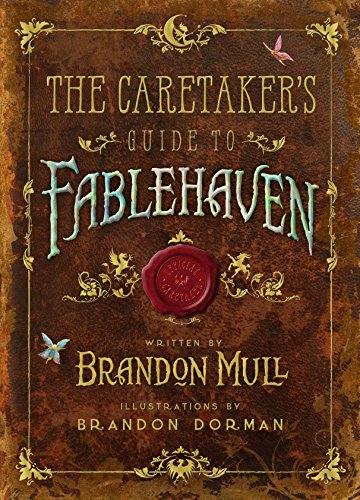 THE CARETAKER'S
GUIDE TO
FABLEHAVEN
WRITTEN BY
BRANDON MULL
ILLUSTRATIONS BY
BRANDON DORMAN